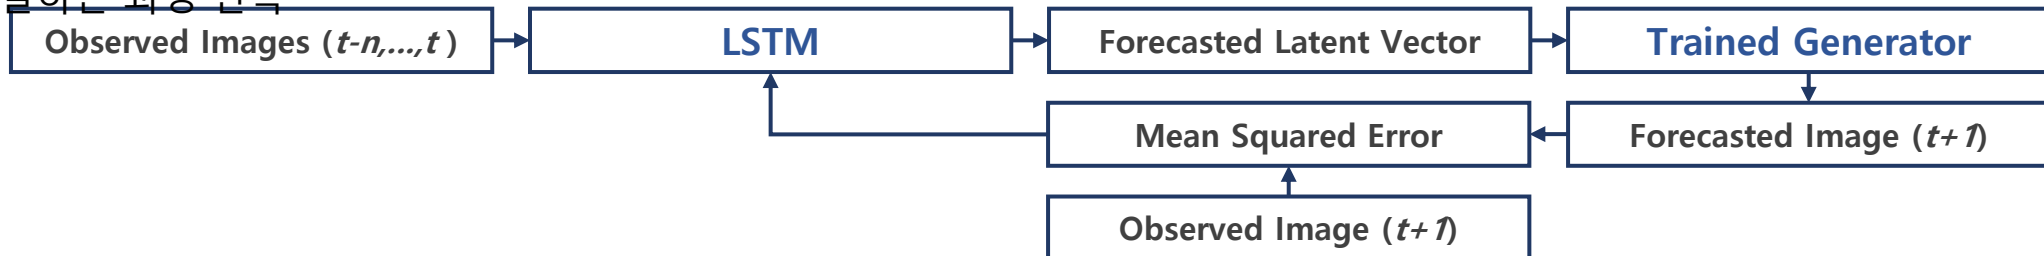 Observed Images (t-n,...,t )
LSTM
Forecasted Latent Vector
Trained Generator
Mean Squared Error
Forecasted Image (t+1)
Observed Image (t+1)